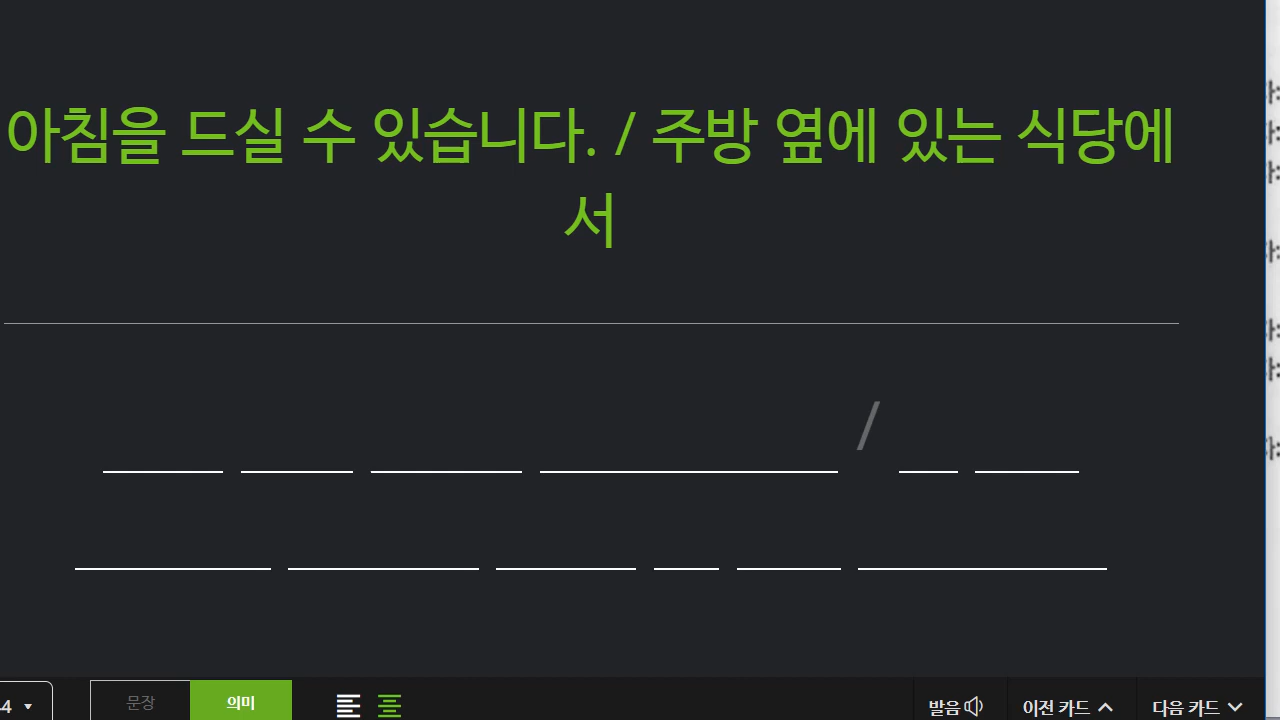 아침을 드실 수 있습니다. / 주방 옆에 있는 식당에
서
/
4
문장
의미
발음
이전 카드
다음 카드